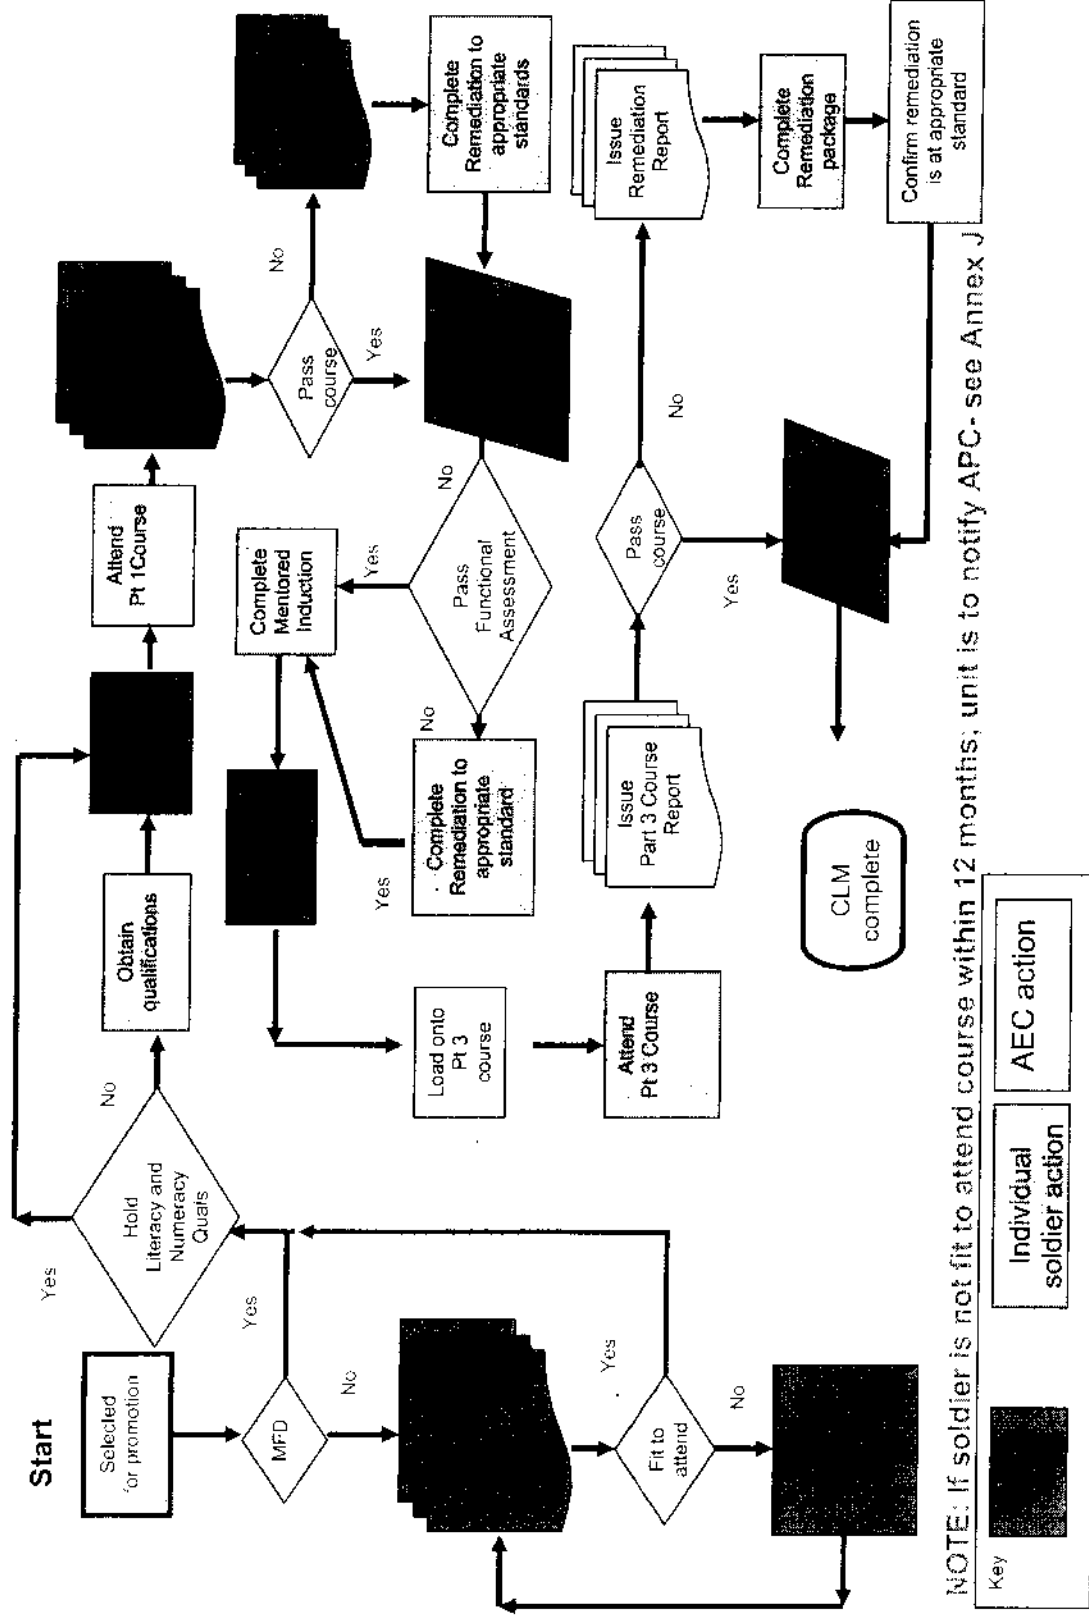 Start
Selected
for promotion
MFD
Yes
No
Fit to
attend
Yes
No
Hold
Literacy and
Numeracy
Quals
Yes
No
Obtain
qualifications
Attend
Pt 1Course
Pass
course
No
Yes
Complete
Remediation to
appropriate
standards
Pass
Functional
Assessment
No
Yes
No
Complete
Mentored
Induction
Complete
Remediation to
appropriate
standard
Yes
Load onto
Pt 3
course
Attend
Pt 3 Course
Issue
Part 3 Course
Report
Pass
course
No
Yes
Issue
Remediation
Report
Complete
Remediation
package
Confirm remediation
is at appropriate
standard
CLM
complete
NOTE: If soldier is not fit to attend course within 12 months; unit is to notify APC- see Annex J
Key
Individual
soldier action
AEC action